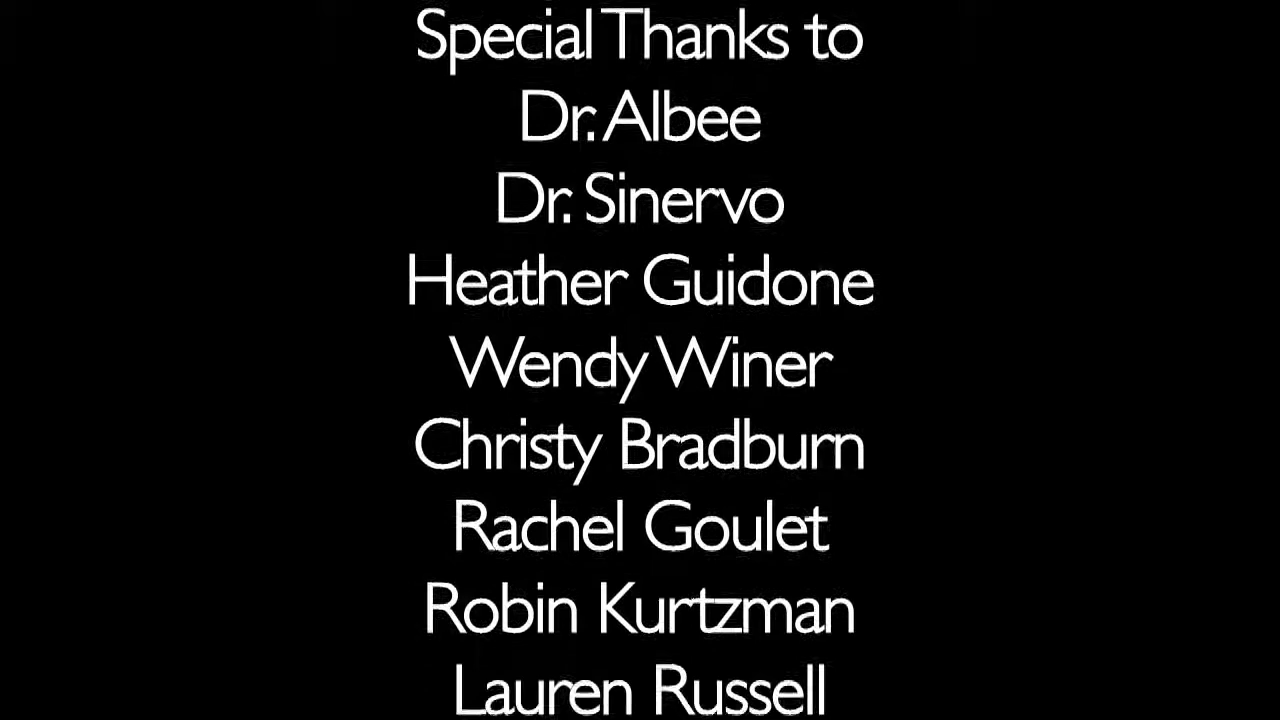 Special Thanks to
Dr. Albee
Dr. Sinervo
Heather Guidone
Wendy Winer
Christy Bradburn
Rachel Goulet
Robin Kurtzman
Lauren Russell